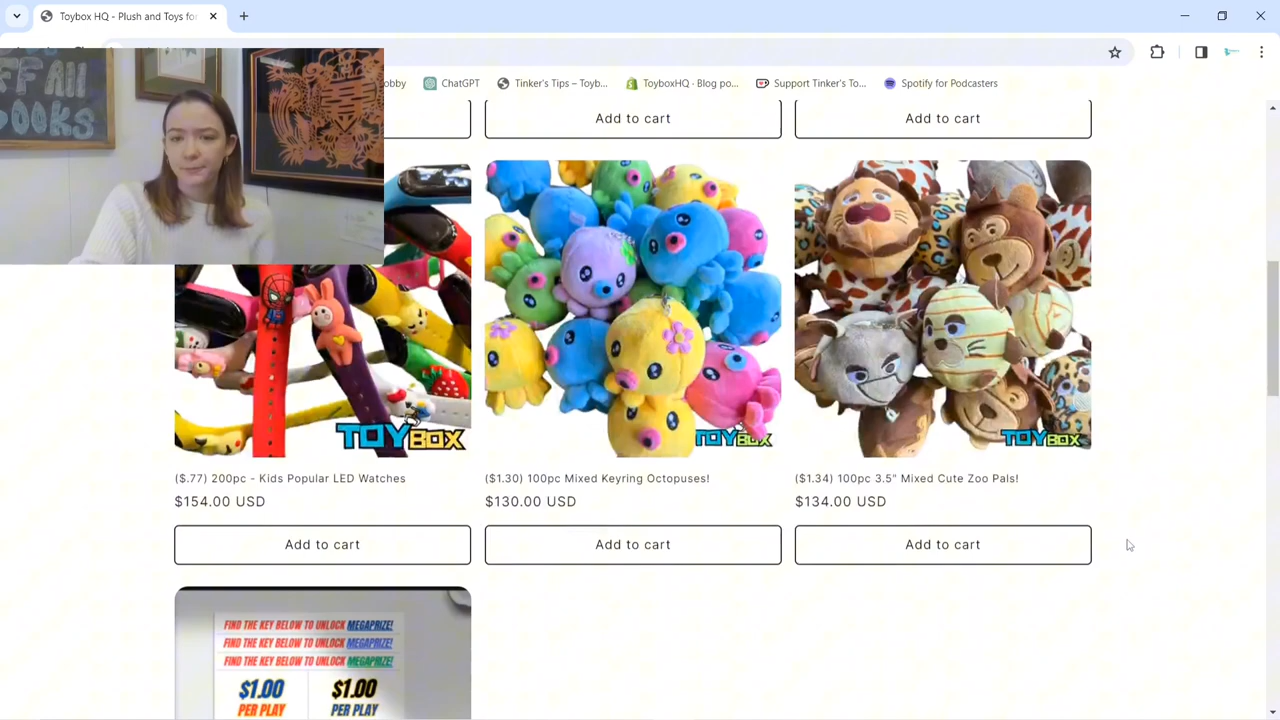 Toybox HQ - Plush and Toys for
obby
ChatGPT
Tinker's Tips – Toyb...
ToyboxHQ · Blog po...
Support Tinker's To...
Spotify for Podcasters
FF All
BOOKS
Add to cart
Add to cart
TOYBOX
TOYBOX
TOYBOX
($.77) 200pc - Kids Popular LED Watches
$154.00 USD
Add to cart
($1.30) 100pc Mixed Keyring Octopuses!
$130.00 USD
Add to cart
($1.34) 100pc 3.5" Mixed Cute Zoo Pals!
$134.00 USD
Add to cart
FIND THE KEY BELOW TO UNLOCK MEGAPRIZE!
FIND THE KEY BELOW TO UNLOCK MEGAPRIZE!
FIND THE KEY BELOW TO UNLOCK MEGAPRIZE!
$1.00 $1.00
PER PLAY PER PLAY